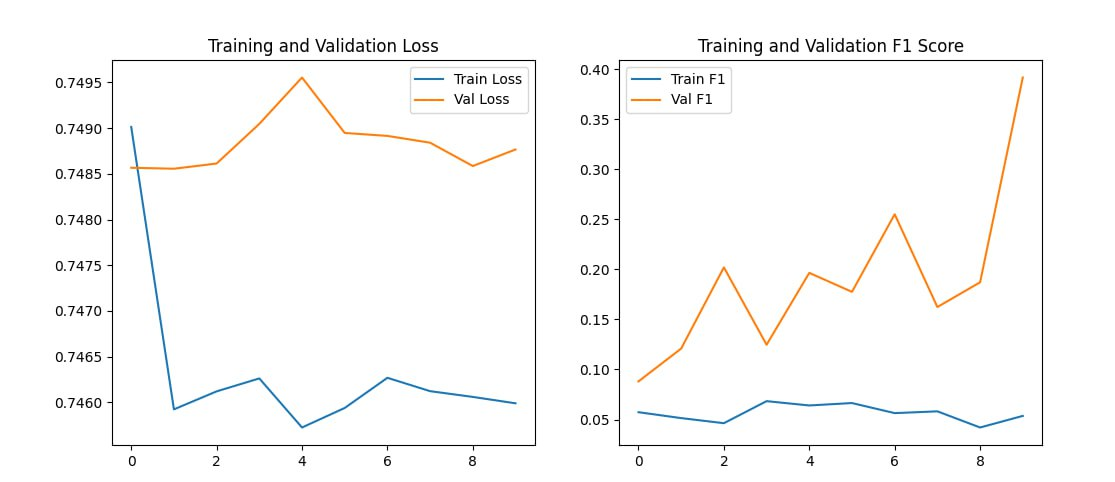 Training and Validation Loss
Train Loss
Val Loss
0.7495
0.7490
0.7485
0.7480
0.7475
0.7470
0.7465
0.7460
0 2 4 6 8
Training and Validation F1 Score
Train F1
Val F1
0.40
0.35
0.30
0.25
0.20
0.15
0.10
0.05
0 2 4 6 8